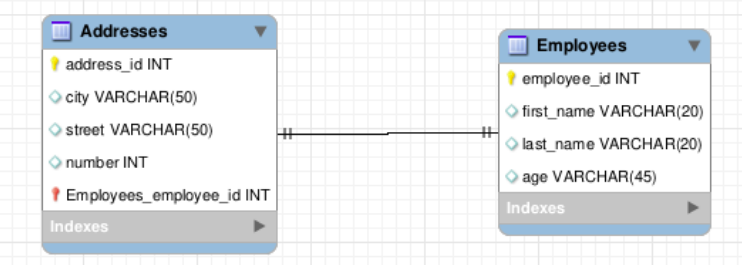 Addresses
address_id INT
city VARCHAR(50)
street VARCHAR(50)
number INT
Employees_employee_id INT
Indexes
Employees
employee_id INT
first_name VARCHAR(20)
last_name VARCHAR(20)
age VARCHAR(45)
Indexes